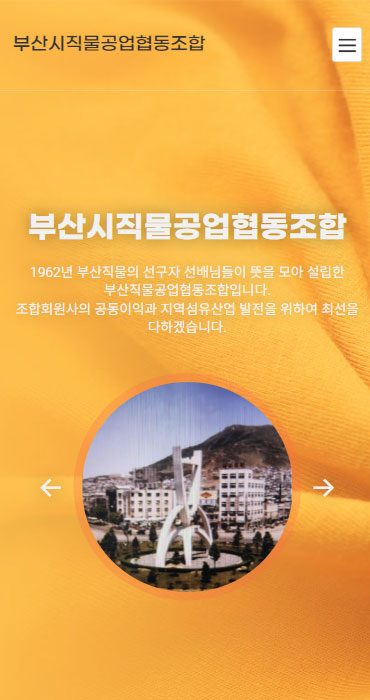 부산시직물공업협동조합
부산시직물공업협동조합
1962년 부산직물의 선구자 선배님들이 뜻을 모아 설립한
부산직물공업협동조합입니다.
조합회원사의 공동이익과 지역섬유산업 발전을 위하여 최선을
다하겠습니다.